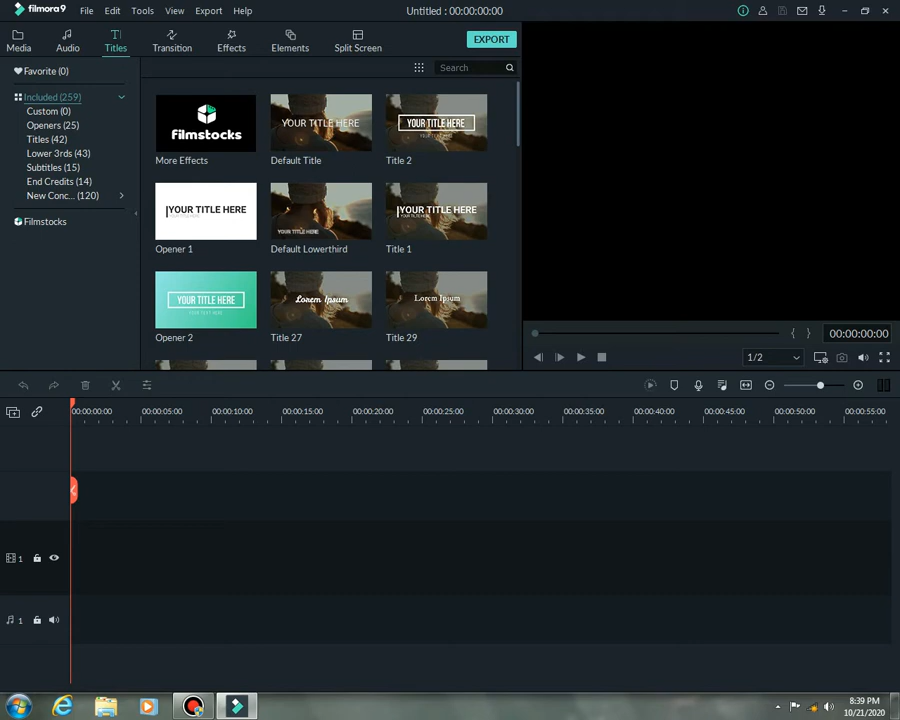 filmora9 File Edit Tools View Export Help Untitled : 00:00:00:00
Media Audio Titles Transition Effects Elements Split Screen EXPORT
Favorite (0)
Search
Included (259)
Custom (0)
Openers (25)
Titles (42)
Lower 3rds (43)
Subtitles (15)
End Credits (14)
New Conc... (120)
Filmstocks
filmstocks
YOUR TITLE HERE
YOUR TITLE HERE
More Effects Default Title Title 2
YOUR TITLE HERE
YOUR TITLE HERE
YOUR TITLE HERE
Opener 1 Default Lowerthird Title 1
YOUR TITLE HERE
Lorem Ipsum
Lorem Ipsum
Opener 2 Title 27 Title 29
{ } 00:00:00:00
1/2
00:00:00:00 00:00:05:00 00:00:10:00 00:00:15:00 00:00:20:00 00:00:25:00 00:00:30:00 00:00:35:00 00:00:40:00 00:00:45:00 00:00:50:00 00:00:55:00
1
1
8:39 PM
10/21/2020